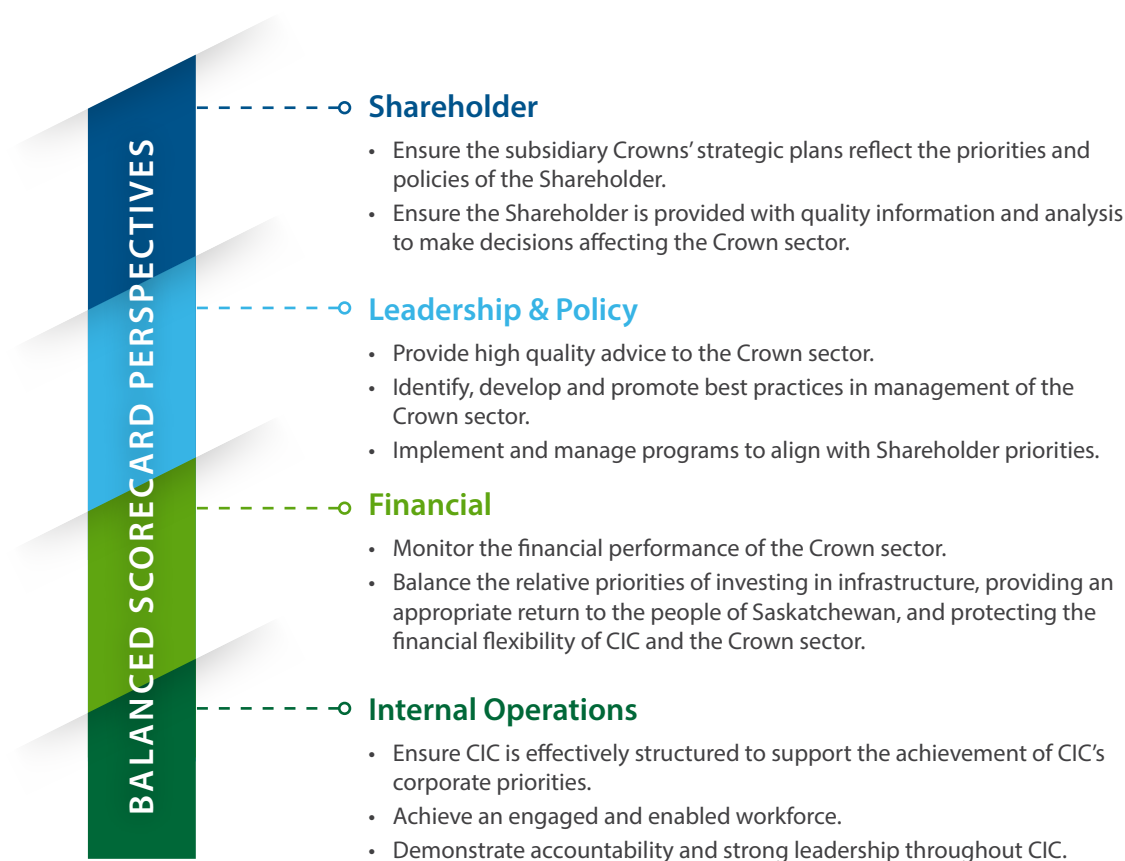 BALANCED SCORECARD PERSPECTIVES
Shareholder
• Ensure the subsidiary Crowns’ strategic plans reflect the priorities and
policies of the Shareholder.
• Ensure the Shareholder is provided with quality information and analysis
to make decisions affecting the Crown sector.
Leadership & Policy
• Provide high quality advice to the Crown sector.
• Identify, develop and promote best practices in management of the
Crown sector.
• Implement and manage programs to align with Shareholder priorities.
Financial
• Monitor the financial performance of the Crown sector.
• Balance the relative priorities of investing in infrastructure, providing an
appropriate return to the people of Saskatchewan, and protecting the
financial flexibility of CIC and the Crown sector.
Internal Operations
• Ensure CIC is effectively structured to support the achievement of CIC’s
corporate priorities.
• Achieve an engaged and enabled workforce.
• Demonstrate accountability and strong leadership throughout CIC.